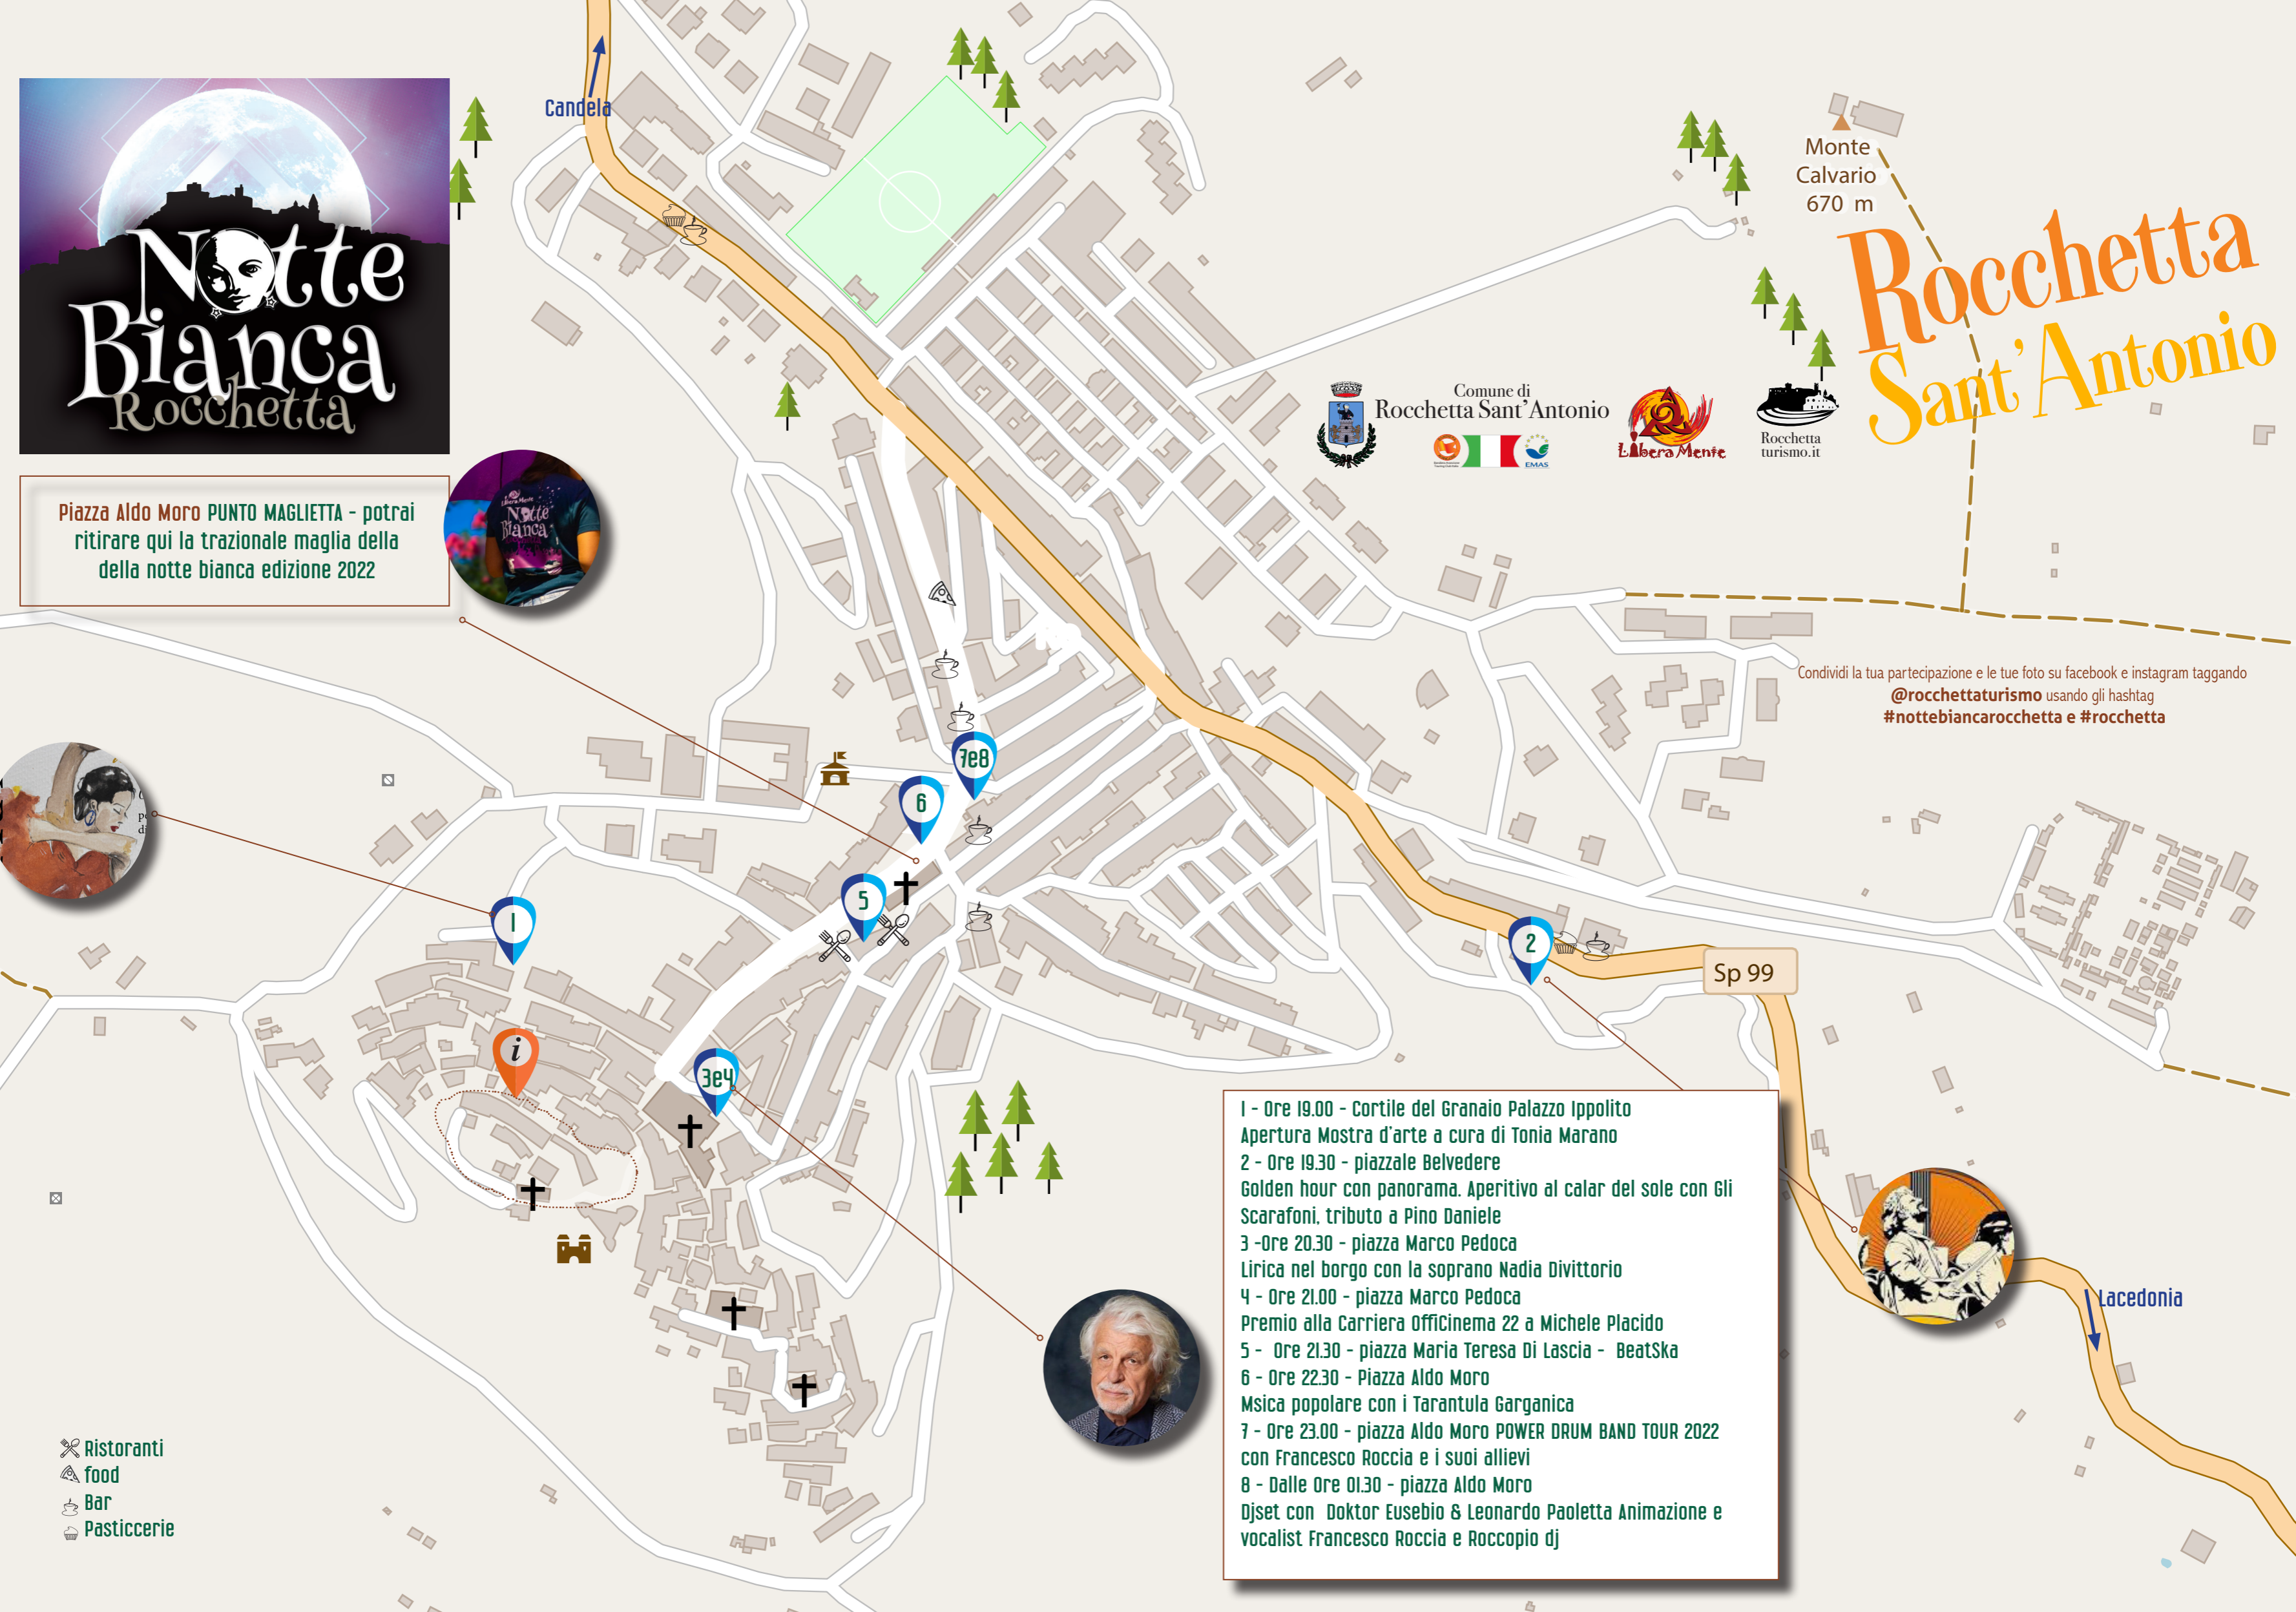 Candela
Notte
Bianca
Rocchetta
Piazza Aldo Moro PUNTO MAGLIETTA - potrai
ritirare qui la trazionale maglia della
della notte bianca edizione 2022
LiberaMente
Notte
Bianca
Monte
Calvario
670 m
Rocchetta
Sant'Antonio
Comune di
Rocchetta Sant'Antonio
EMAS
LiberaMente
Rocchetta
turismo.it
Condividi la tua partecipazione e le tue foto su facebook e instagram taggando
@rocchettaturismo usando gli hashtag
#nottebiancarocchetta e #rocchetta
7e8
6
5
1
2
Sp 99
i
3e4
1 - Ore 19.00 - Cortile del Granaio Palazzo Ippolito
Apertura Mostra d'arte a cura di Tonia Marano
2 - Ore 19.30 - piazzale Belvedere
Golden hour con panorama. Aperitivo al calar del sole con Gli
Scarafoni, tributo a Pino Daniele
3 -Ore 20.30 - piazza Marco Pedoca
Lirica nel borgo con la soprano Nadia Divittorio
4 - Ore 21.00 - piazza Marco Pedoca
Premio alla Carriera OffiCinema 22 a Michele Placido
5 - Ore 21.30 - piazza Maria Teresa Di Lascia - BeatSka
6 - Ore 22.30 - Piazza Aldo Moro
Msica popolare con i Tarantula Garganica
7 - Ore 23.00 - piazza Aldo Moro POWER DRUM BAND TOUR 2022
con Francesco Roccia e i suoi allievi
8 - Dalle Ore 01.30 - piazza Aldo Moro
Djset con Doktor Eusebio & Leonardo Paoletta Animazione e
vocalist Francesco Roccia e Roccopio dj
Lacedonia
Ristoranti
food
Bar
Pasticcerie